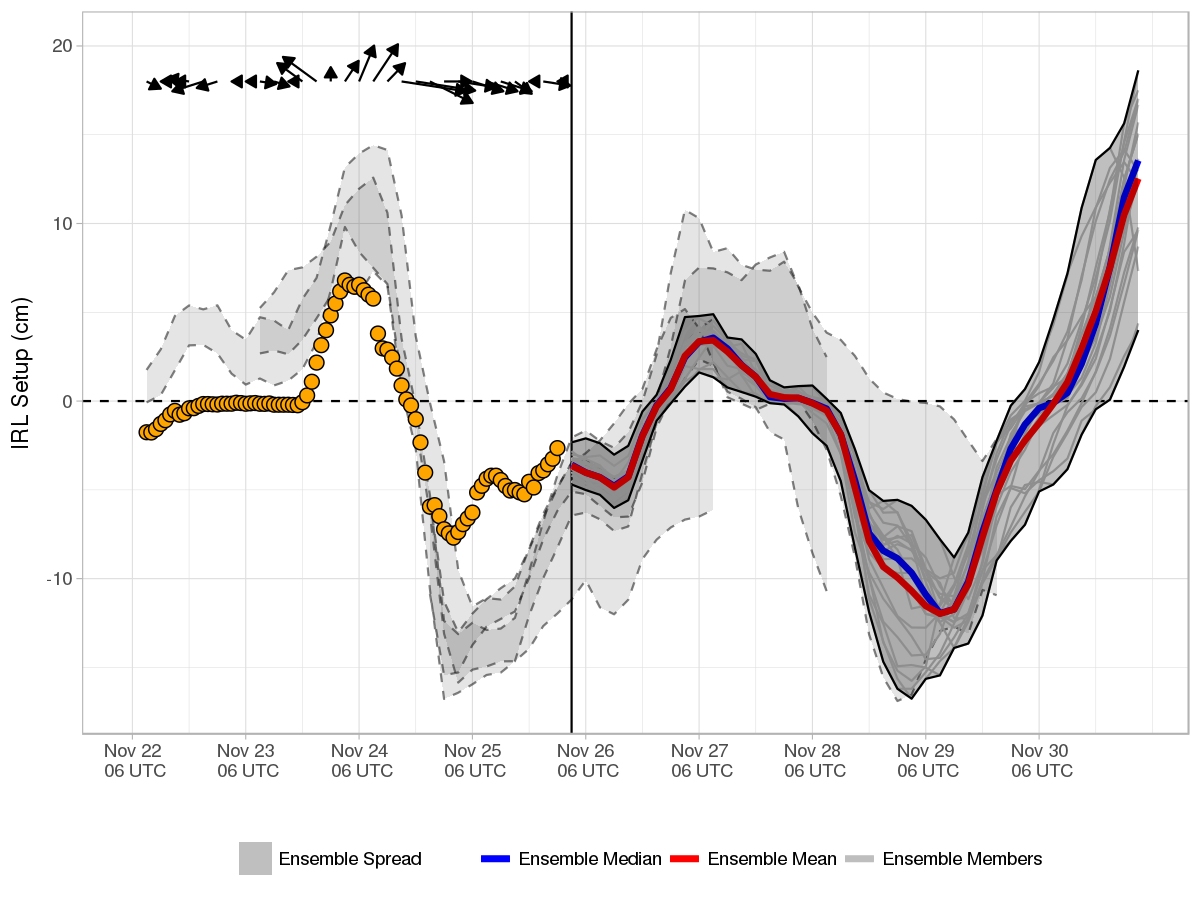 IRL Setup (cm)
20
10
0
-10
Nov 22 Nov 23 Nov 24 Nov 25 Nov 26 Nov 27 Nov 28 Nov 29 Nov 30
06 UTC 06 UTC 06 UTC 06 UTC 06 UTC 06 UTC 06 UTC 06 UTC 06 UTC
Ensemble Spread Ensemble Median Ensemble Mean Ensemble Members